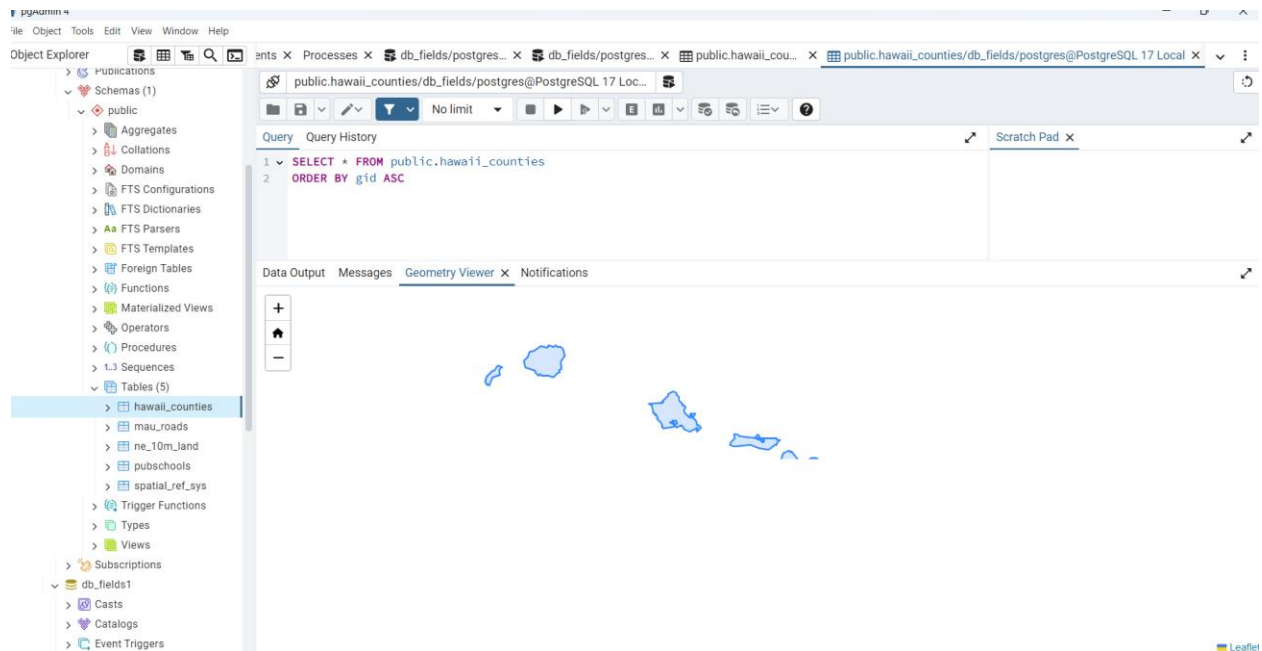 pgAdmin 4
File Object Tools Edit View Window Help
Object Explorer
ents Processes db_fields/postgres... db_fields/postgres... public.hawaii_cou... public.hawaii_counties/db_fields/postgres@PostgreSQL 17 Local
Publications
Schemas (1)
public
Aggregates
Collations
Domains
FTS Configurations
FTS Dictionaries
Aa FTS Parsers
FTS Templates
Foreign Tables
Functions
Materialized Views
Operators
Procedures
1..3 Sequences
Tables (5)
hawaii_counties
mau_roads
ne_10m_land
pubschools
spatial_ref_sys
Trigger Functions
Types
Views
Subscriptions
db_fields1
Casts
Catalogs
Event Triggers
public.hawaii_counties/db_fields/postgres@PostgreSQL 17 Loc...
No limit
Query Query History
Scratch Pad
1 SELECT * FROM public.hawaii_counties
2 ORDER BY gid ASC
Data Output Messages Geometry Viewer Notifications
+
−
Leaflet